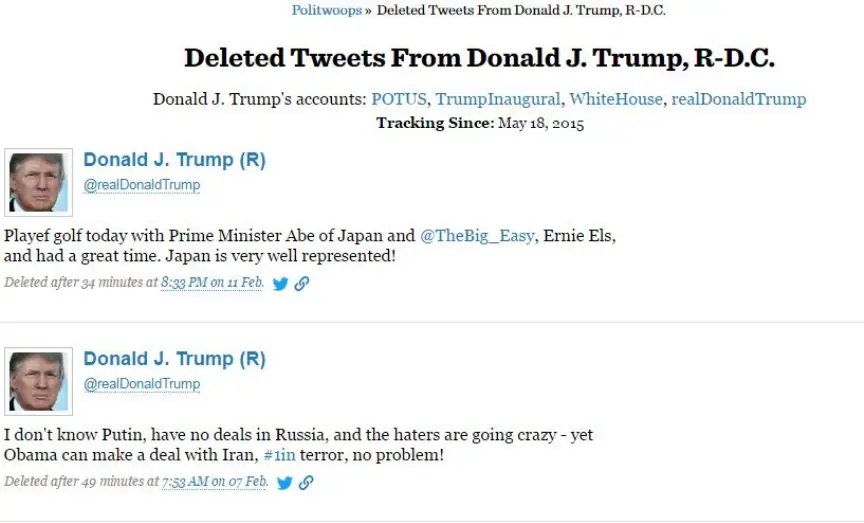 Politwoops » Deleted Tweets From Donald J. Trump, R-D.C.
Deleted Tweets From Donald J. Trump, R-D.C.
Donald J. Trump's accounts: POTUS, TrumpInaugural, WhiteHouse, realDonaldTrump
Tracking Since: May 18, 2015
Donald J. Trump (R)
@realDonaldTrump
Playef golf today with Prime Minister Abe of Japan and @TheBig_Easy, Ernie Els,
and had a great time. Japan is very well represented!
Deleted after 34 minutes at 8:33 PM on 11 Feb.
Donald J. Trump (R)
@realDonaldTrump
I don't know Putin, have no deals in Russia, and the haters are going crazy - yet
Obama can make a deal with Iran, #1in terror, no problem!
Deleted after 49 minutes at 7:53 AM on 07 Feb.